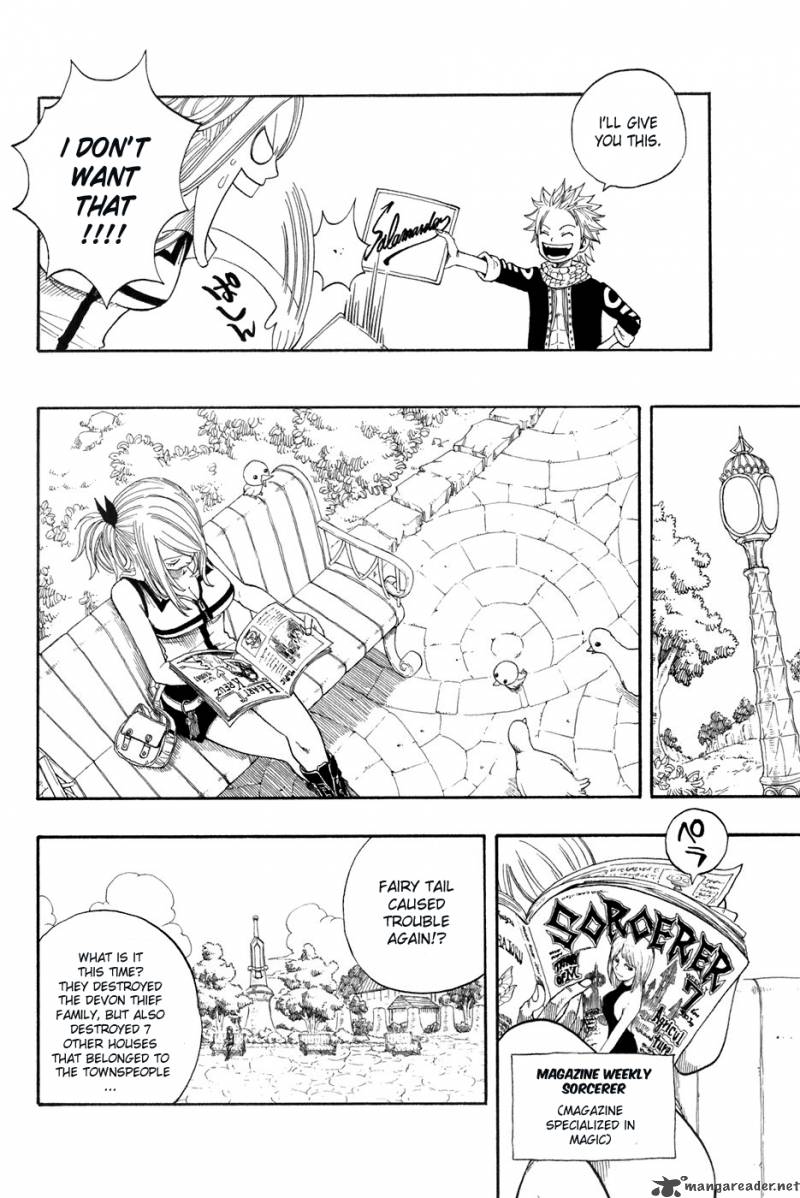 I'LL GIVE
YOU THIS.
I DON'T
WANT
THAT
!!!!
Salamander
ペラ
SORCERER
MAGAZINE WEEKLY
SORCERER
(MAGAZINE
SPECIALIZED IN
MAGIC)
FAIRY TAIL
CAUSED
TROUBLE
AGAIN!?
WHAT IS IT
THIS TIME?
THEY DESTROYED
THE DEVON THIEF
FAMILY, BUT ALSO
DESTROYED 7
OTHER HOUSES
THAT BELONGED TO
THE TOWNSPEOPLE
...
mangareader.net